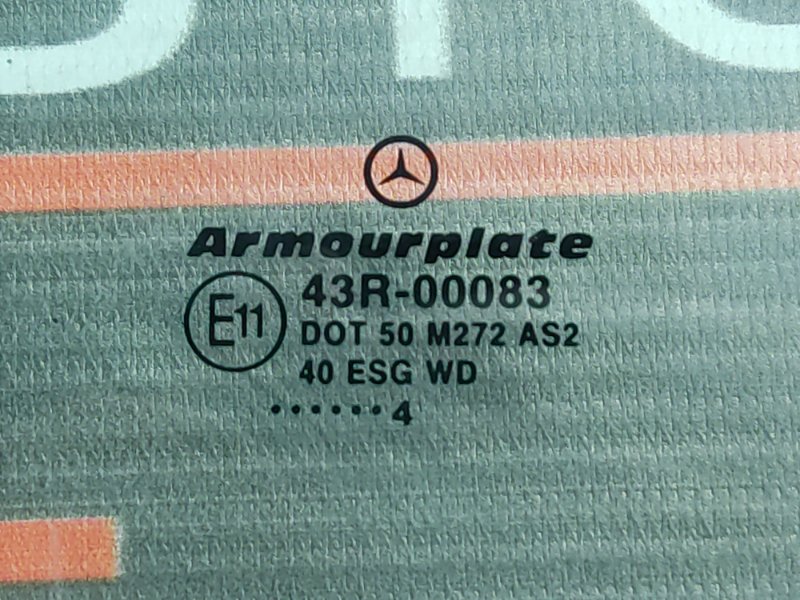 Armourplate
E11
43R-00083
DOT 50 M272 AS2
40 ESG WD
......4